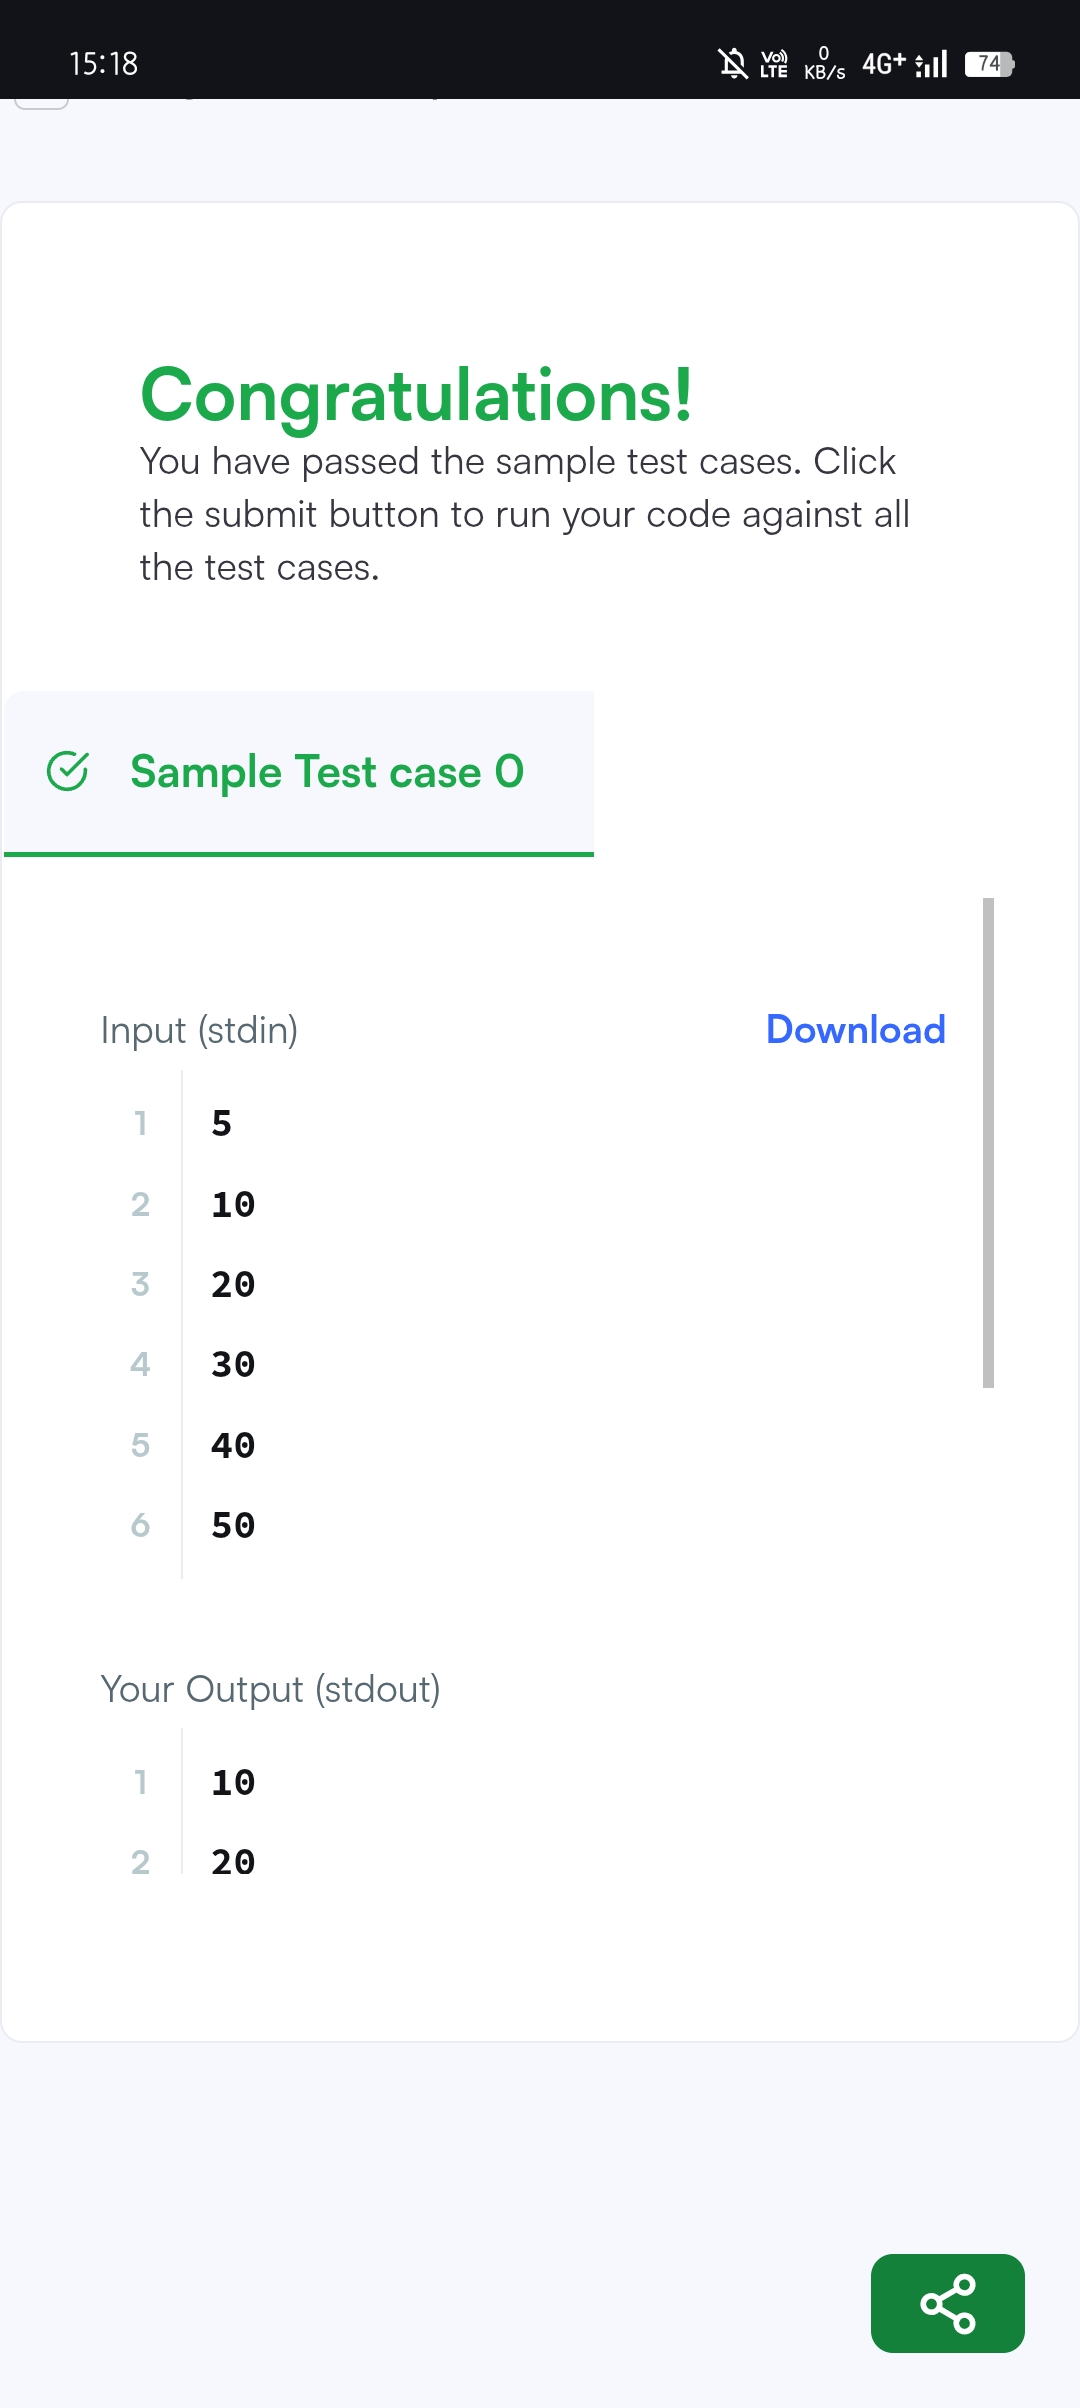 15:18
Vo)) LTE
0 KB/s
4G+
74
Congratulations!
You have passed the sample test cases. Click
the submit button to run your code against all
the test cases.
Sample Test case 0
Input (stdin)
Download
1 5
2 10
3 20
4 30
5 40
6 50
Your Output (stdout)
1 10
2 20